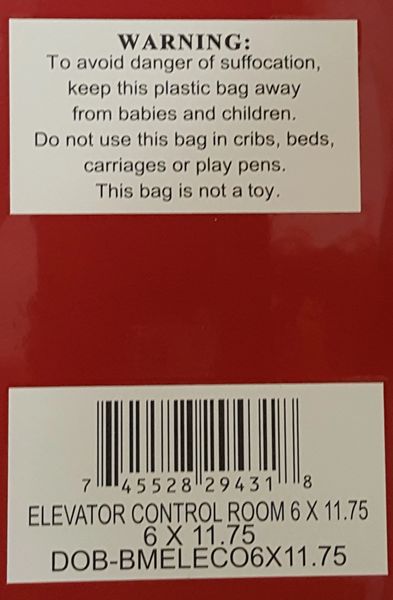 WARNING:
To avoid danger of suffocation,
keep this plastic bag away
from babies and children.
Do not use this bag in cribs, beds,
carriages or play pens.
This bag is not a toy.
7 45528 29431 8
ELEVATOR CONTROL ROOM 6 X 11.75
6 X 11.75
DOB-BMELECO6X11.75